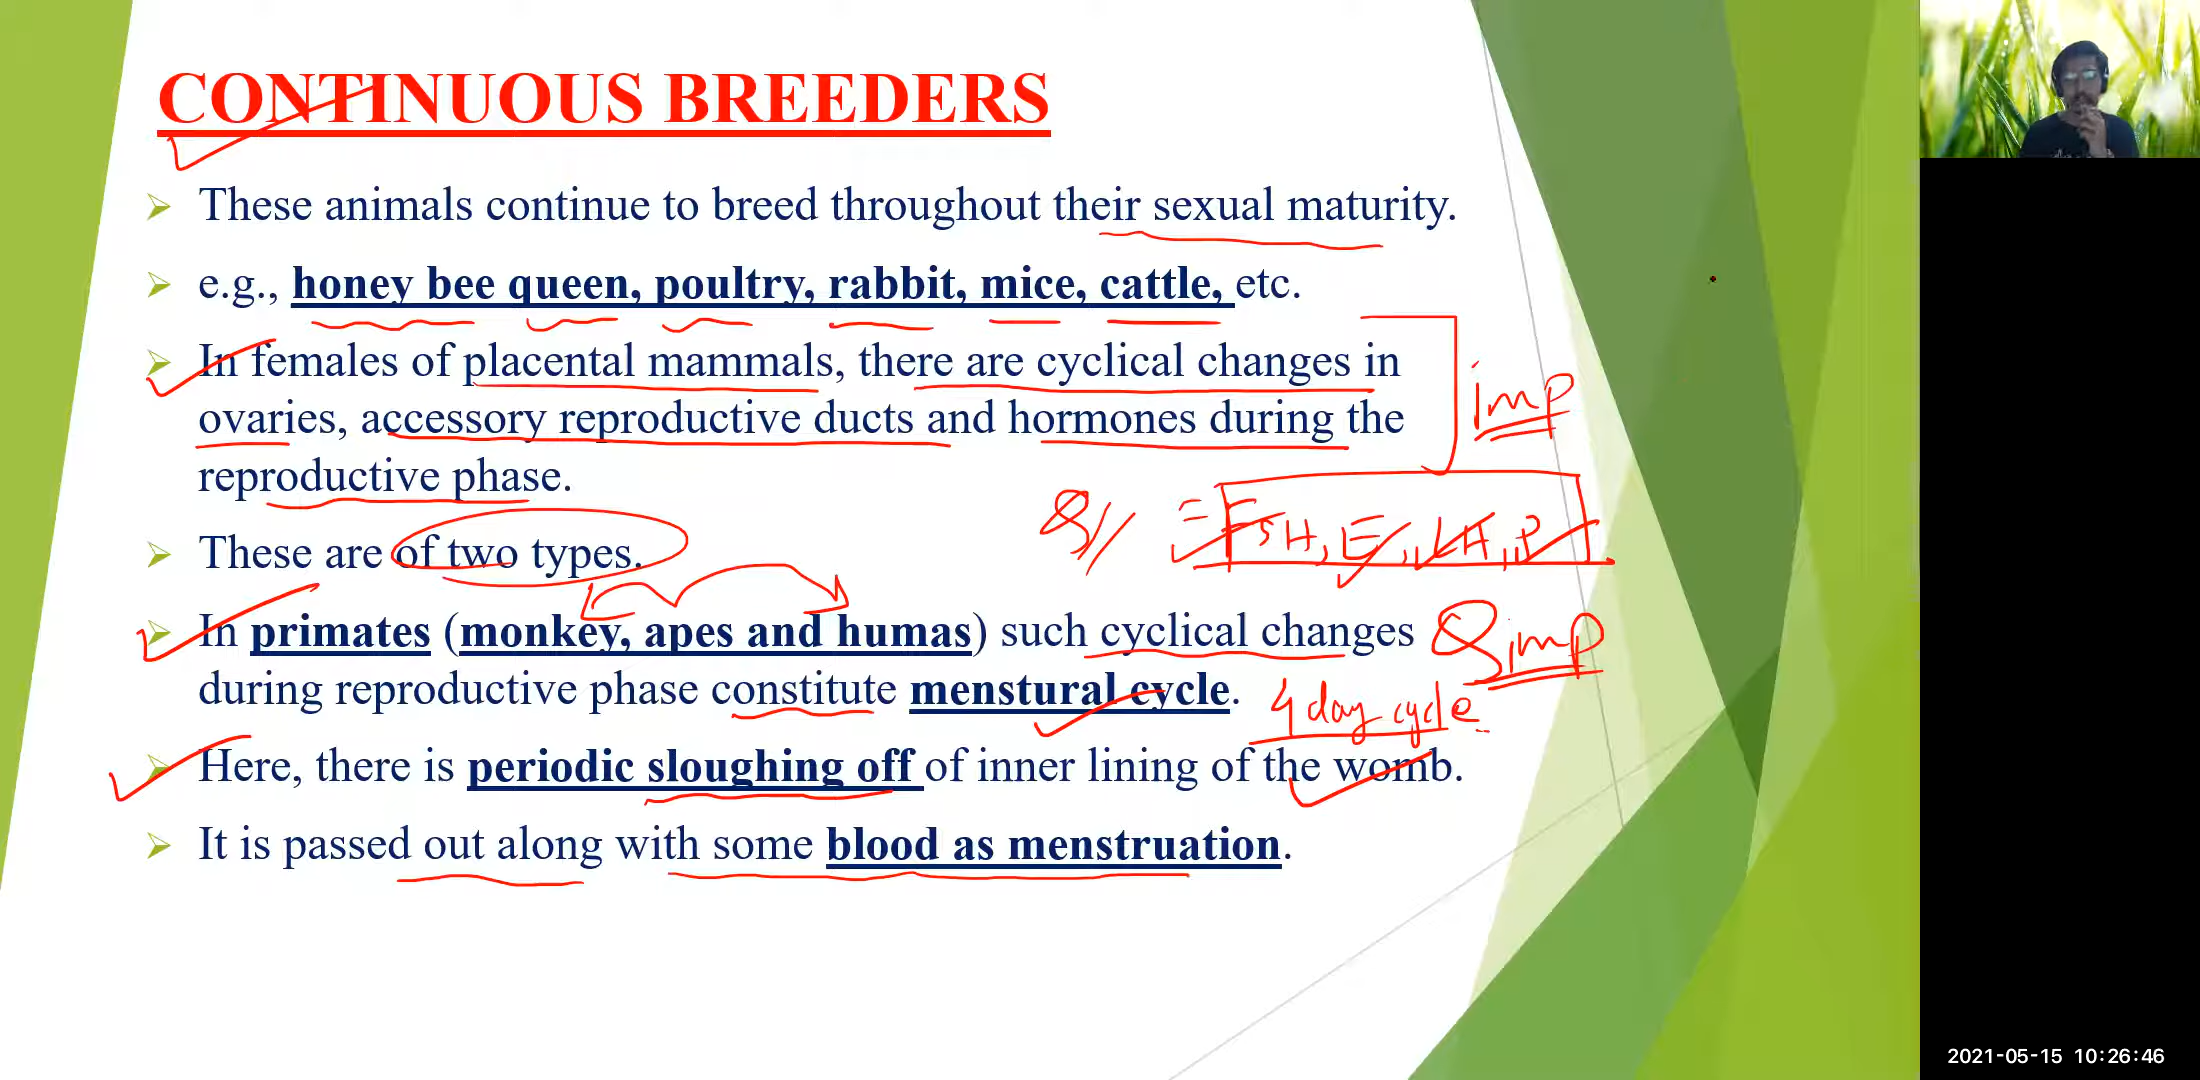 CONTINUOUS BREEDERS
These animals continue to breed throughout their sexual maturity.
e.g., honey bee queen, poultry, rabbit, mice, cattle, etc.
In females of placental mammals, there are cyclical changes in
ovaries, accessory reproductive ducts and hormones during the
reproductive phase.
imp
= FSH, E, LH, P
These are of two types.
In primates (monkey, apes and humas) such cyclical changes
imp
during reproductive phase constitute menstural cycle.
4 day cycle
Here, there is periodic sloughing off of inner lining of the womb.
It is passed out along with some blood as menstruation.
2021-05-15 10:26:46